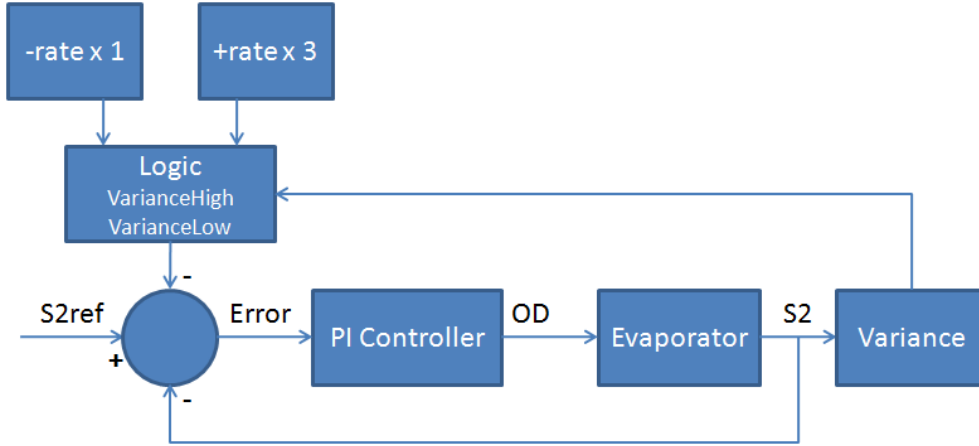 -rate x 1
+rate x 3
Logic
VarianceHigh
VarianceLow
-
S2ref
Error
PI Controller
OD
Evaporator
S2
Variance
+
-